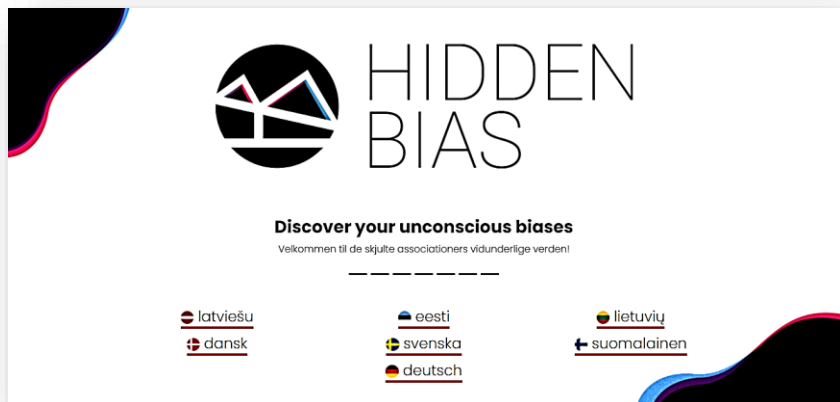 HIDDEN
BIAS
Discover your unconscious biases
Velkommen til de skjulte associationers vidunderlige verden!
latviešu
eesti
lietuvių
dansk
svenska
suomalainen
deutsch